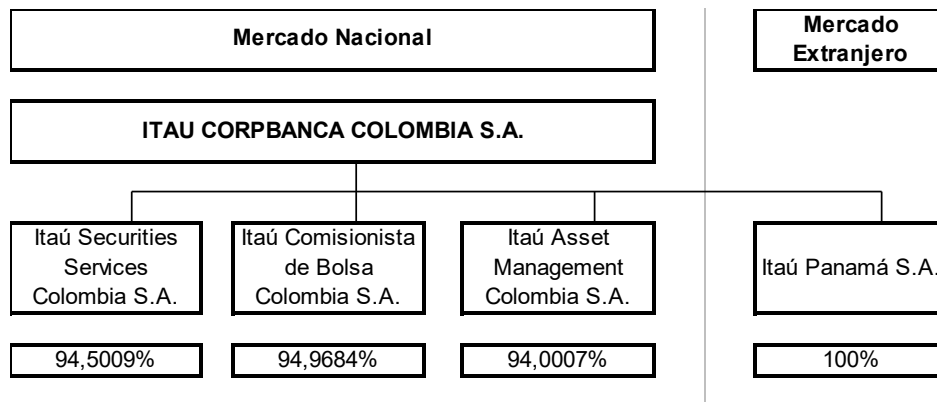 Mercado Nacional
Mercado
Extranjero
ITAU CORPBANCA COLOMBIA S.A.
Itaú Securities
Services
Colombia S.A.
Itaú Comisionista
de Bolsa
Colombia S.A.
Itaú Asset
Management
Colombia S.A.
Itaú Panamá S.A.
94,5009%
94,9684%
94,0007%
100%